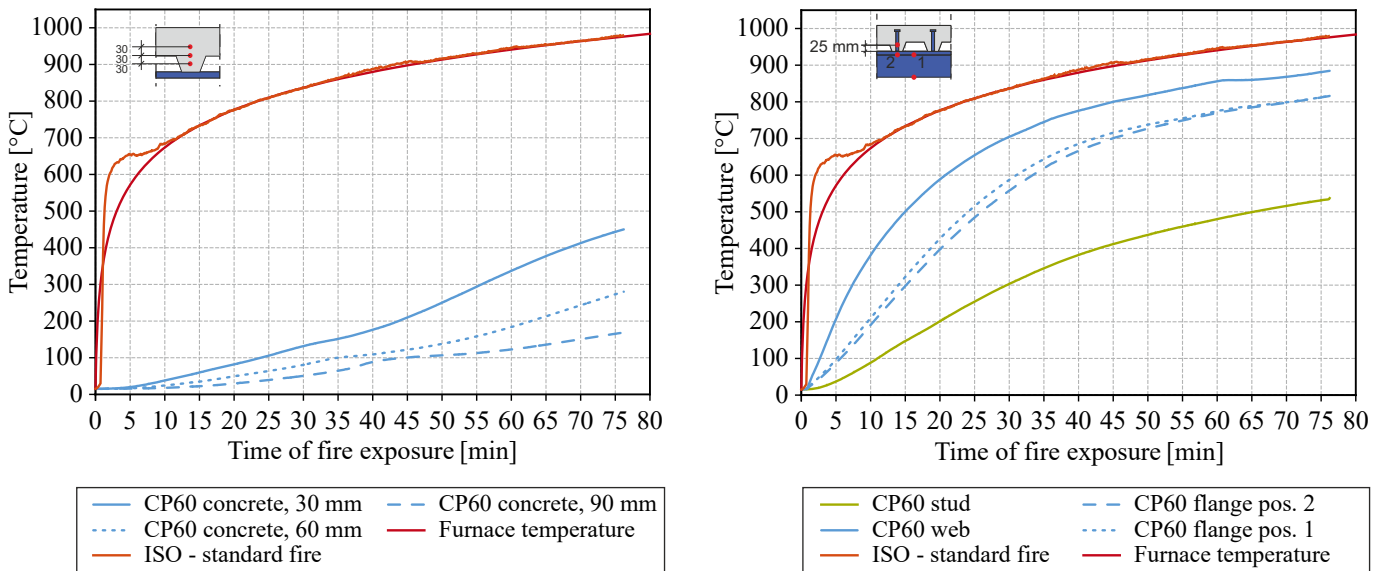 1000
900
800
700
600
500
400
300
200
100
0
Temperature [°C]
30
30
30
0 5 10 15 20 25 30 35 40 45 50 55 60 65 70 75 80
Time of fire exposure [min]
CP60 concrete, 30 mm
CP60 concrete, 90 mm
CP60 concrete, 60 mm
Furnace temperature
ISO - standard fire
1000
900
800
700
600
500
400
300
200
100
0
Temperature [°C]
25 mm
2 1
0 5 10 15 20 25 30 35 40 45 50 55 60 65 70 75 80
Time of fire exposure [min]
CP60 stud
CP60 flange pos. 2
CP60 web
CP60 flange pos. 1
ISO - standard fire
Furnace temperature